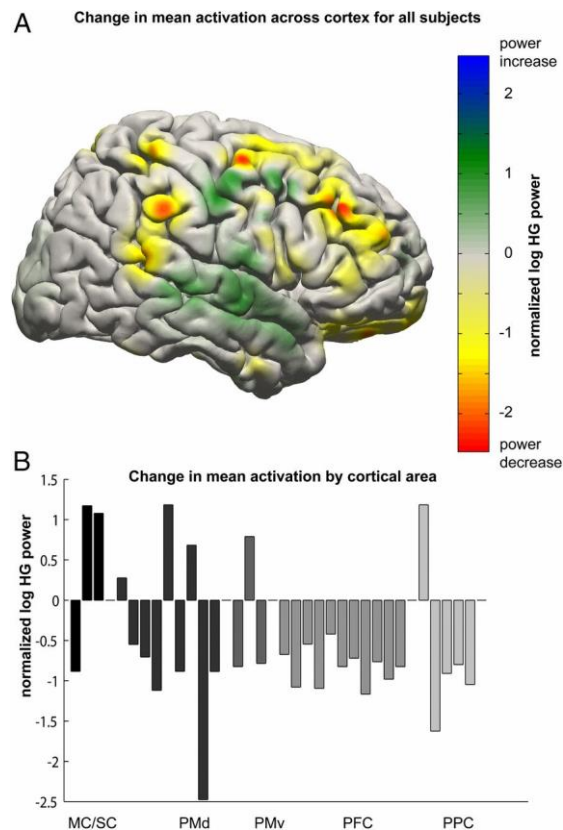 A
Change in mean activation across cortex for all subjects
power
increase
2
1
0
-1
-2
normalized log HG power
power
decrease
B
Change in mean activation by cortical area
normalized log HG power
1.5
1
0.5
0
-0.5
-1
-1.5
-2
-2.5
MC/SC PMd PMv PFC PPC